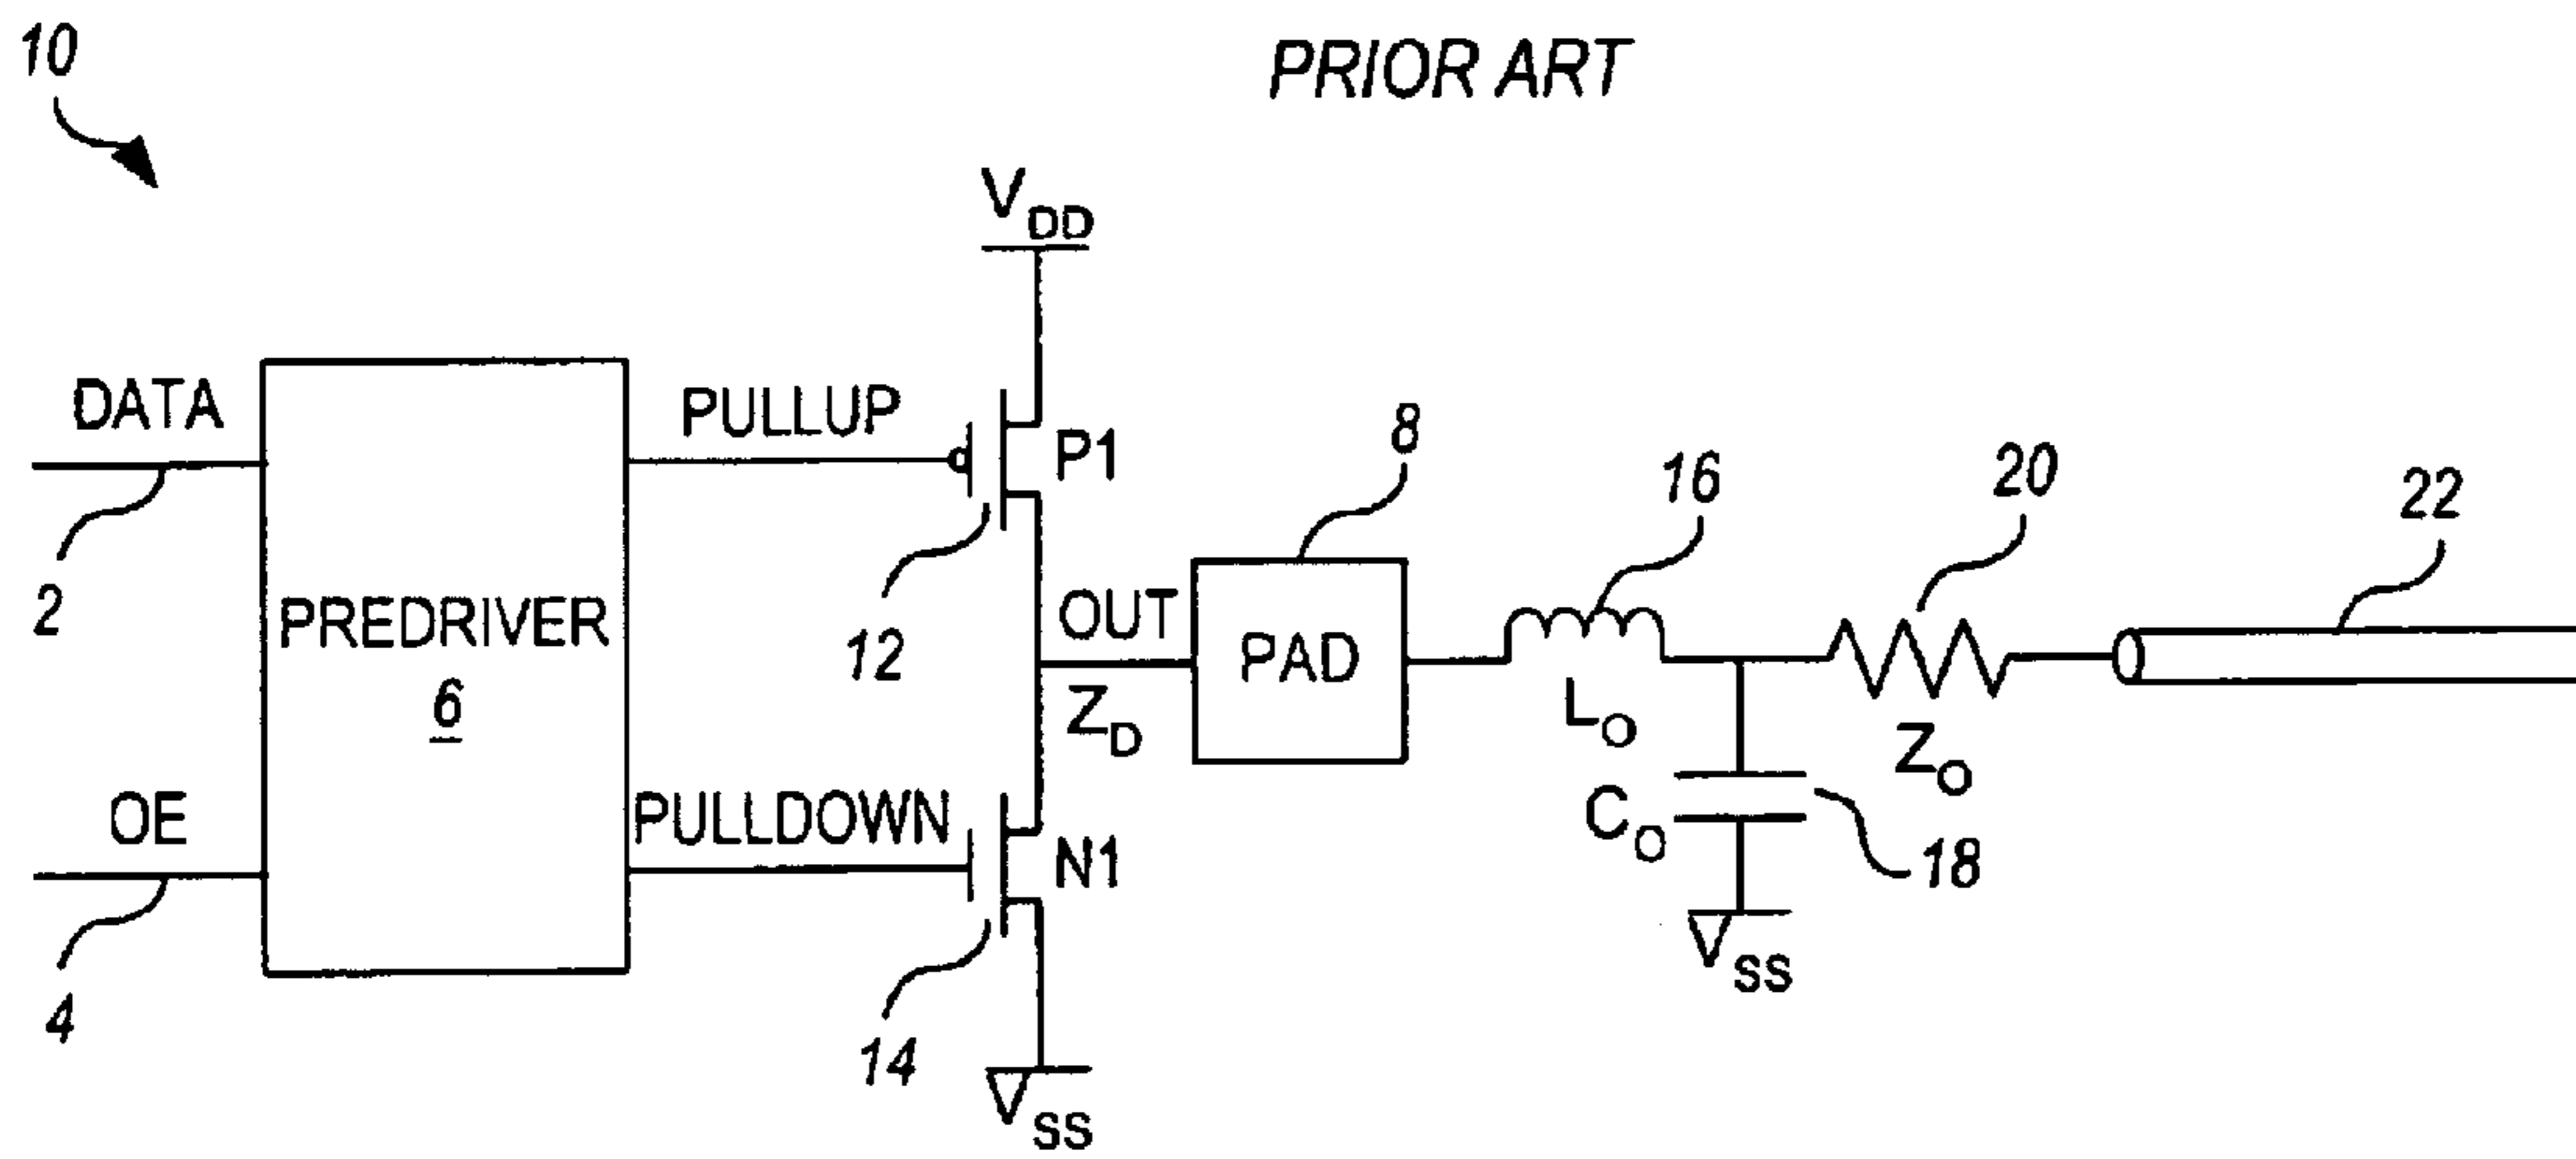 10
PRIOR ART
VDD
DATA
PULLUP
P1
8
16
20
22
2
12
PREDRIVER
6
OUT
ZD
PAD
LO
ZO
OE
PULLDOWN
N1
CO
18
VSS
4
14
VSS